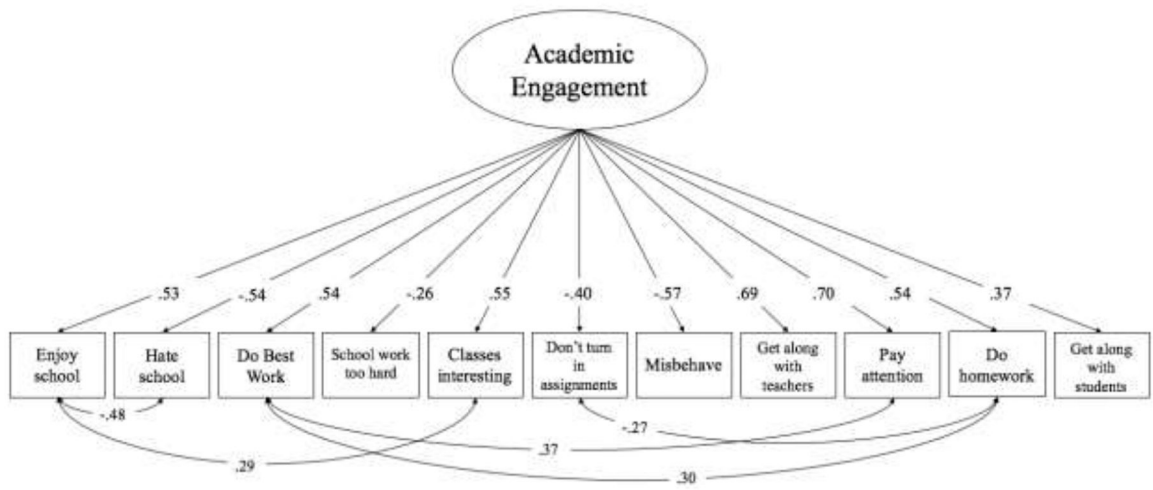 Academic
Engagement
.53
-.54
.54
-.26
.55
-.40
-.57
.69
.70
.54
.37
Enjoy
school
Hate
school
Do Best
Work
School work
too hard
Classes
interesting
Don't turn
in
assignments
Misbehave
Get along
with
teachers
Pay
attention
Do
homework
Get along
with
students
-.48
-.27
.37
.29
.30